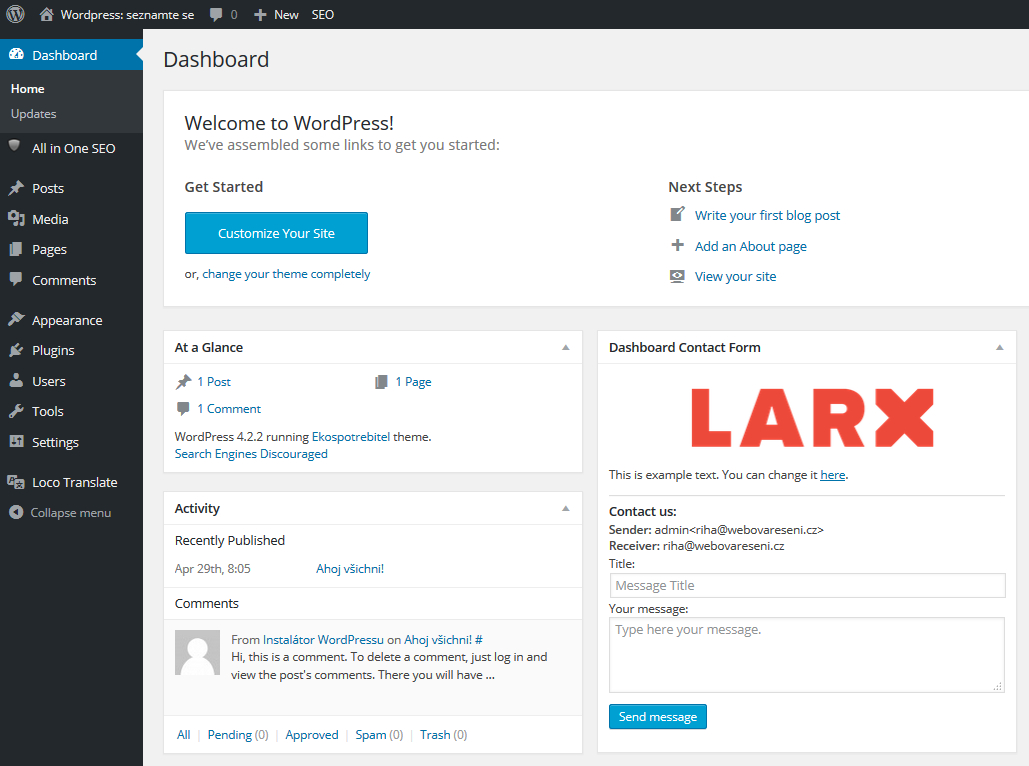 Wordpress: seznamte se 0 New SEO
Dashboard
Home
Updates
All in One SEO
Posts
Media
Pages
Comments
Appearance
Plugins
Users
Tools
Settings
Loco Translate
Collapse menu
Dashboard
Welcome to WordPress!
We've assembled some links to get you started:
Get Started
Customize Your Site
or, change your theme completely
Next Steps
Write your first blog post
Add an About page
View your site
At a Glance
1 Post 1 Page
1 Comment
WordPress 4.2.2 running Ekospotrebitel theme.
Search Engines Discouraged
Activity
Recently Published
Apr 29th, 8:05 Ahoj všichni!
Comments
From Instalátor WordPressu on Ahoj všichni! #
Hi, this is a comment. To delete a comment, just log in and
view the post's comments. There you will have ...
All | Pending (0) | Approved | Spam (0) | Trash (0)
Dashboard Contact Form
LARX
This is example text. You can change it here.
Contact us:
Sender: admin<riha@webovareseni.cz>
Receiver: riha@webovareseni.cz
Title:
Message Title
Your message:
Type here your message.
Send message